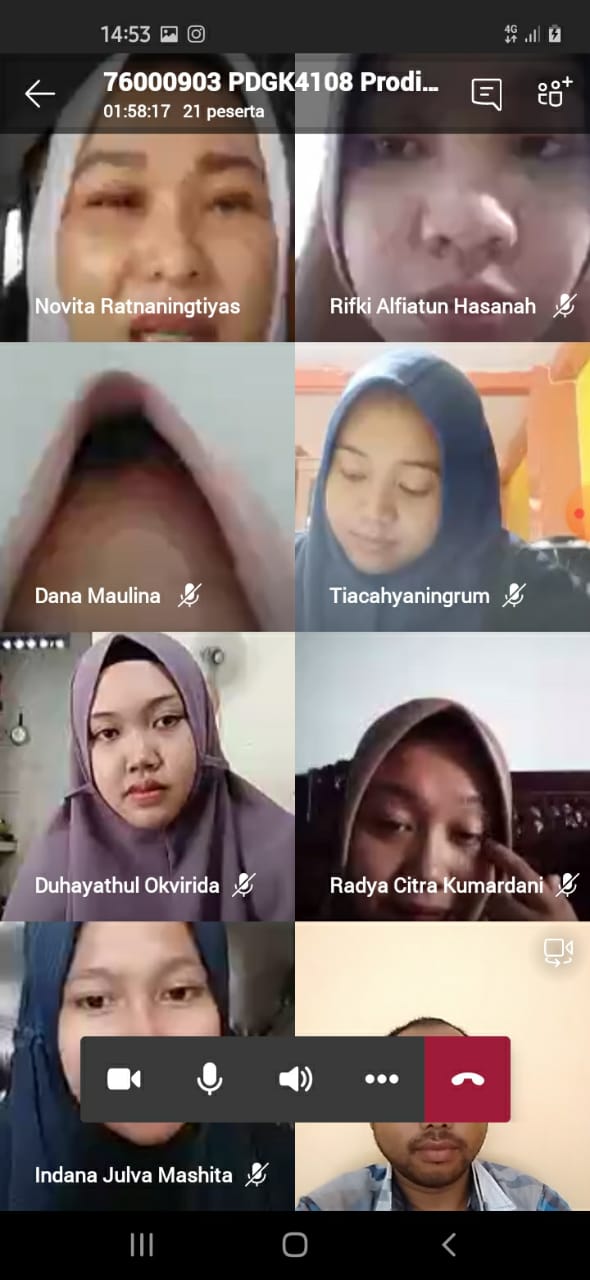 14:53
4G
76000903 PDGK4108 Prodi...
01:58:17 21 peserta
Novita Ratnaningtiyas
Rifki Alfiatun Hasanah
Dana Maulina
Tiacahyaningrum
Duhayathul Okvirida
Radya Citra Kumardani
Indana Julva Mashita